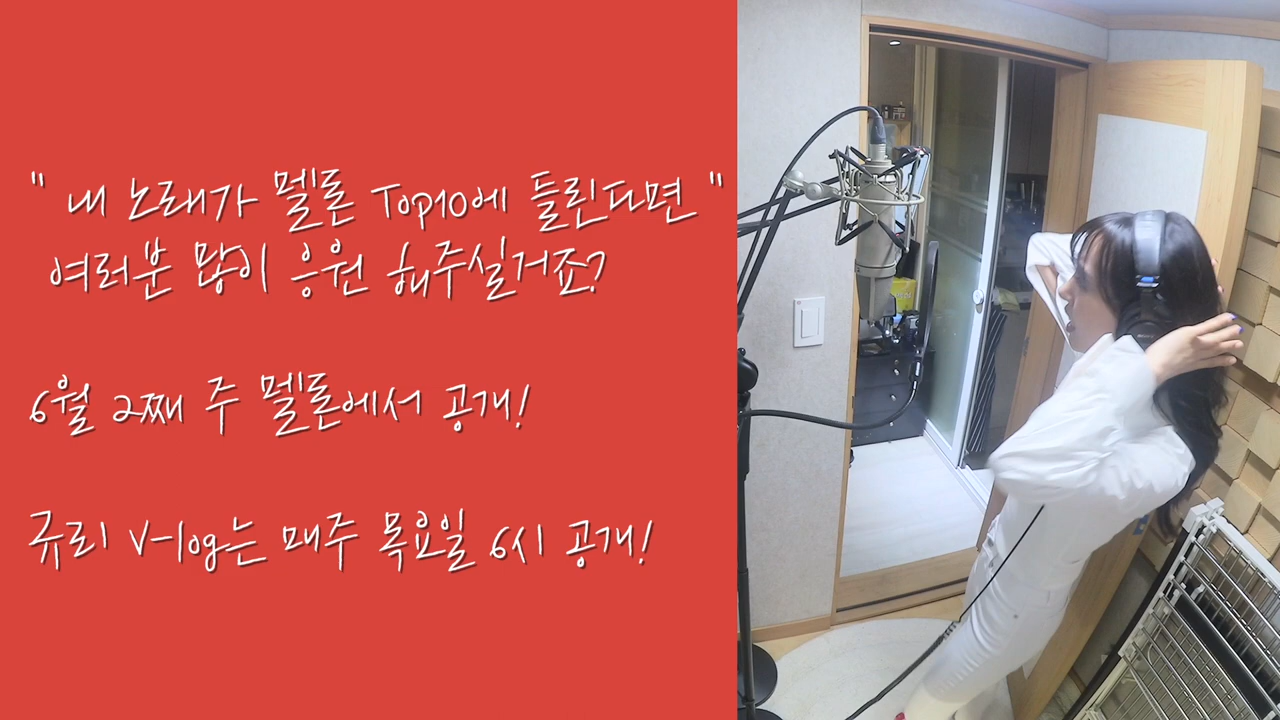 " 내 노래가 멜론 Top10에 들린다면 "
여러분 많이 응원 해주실거죠?
6월 2째 주 멜론에서 공개!
규리 V-log는 매주 목요일 6시 공개!